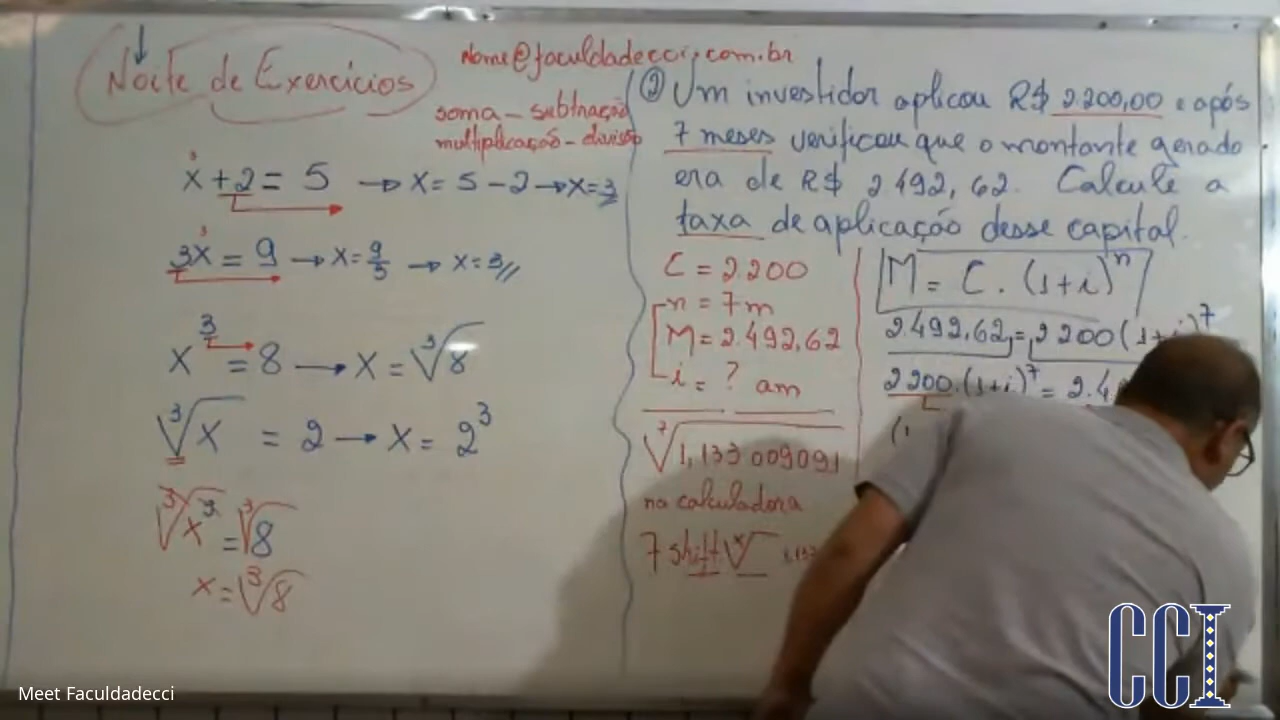 Noite de Exercícios
nome@faculdadecci.com.br
soma - subtração
multiplicação - divisão
x + 2 = 5 → x = 5 - 2 → x = 3
3x = 9 → x = 9/3 → x = 3//
x³ = 8 → x = ∛8
∛x = 2 → x = 2³
∛x³ = ∛8
x = ∛8
② Um investidor aplicou R$ 2.200,00 e após
7 meses verificou que o montante gerado
era de R$ 2.492,62. Calcule a
taxa de aplicação desse capital.
C = 2.200
n = 7m
M = 2.492,62
i = ? am
⁷√1,133009091
na calculadora
7 shift ˣ√
M = C . (1+i)ⁿ
2.492,62 = 2200 (1+i)⁷
2200.(1+i)⁷ = 2.4
Meet Faculdadecci
CCI